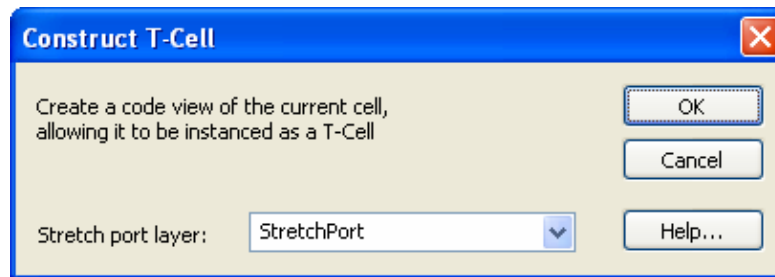 Construct T-Cell
Create a code view of the current cell,
allowing it to be instanced as a T-Cell
OK
Cancel
Stretch port layer:
StretchPort
Help...